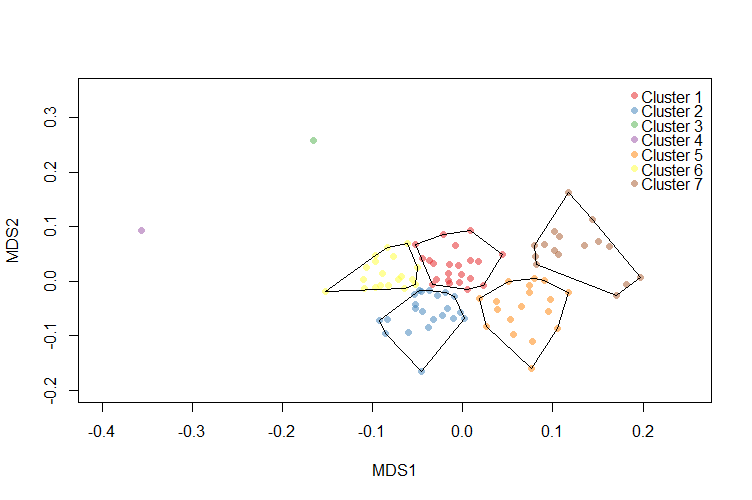 Cluster 1
Cluster 2
Cluster 3
Cluster 4
Cluster 5
Cluster 6
Cluster 7
0.3
0.2
0.1
0.0
-0.1
-0.2
MDS2
-0.4 -0.3 -0.2 -0.1 0.0 0.1 0.2
MDS1